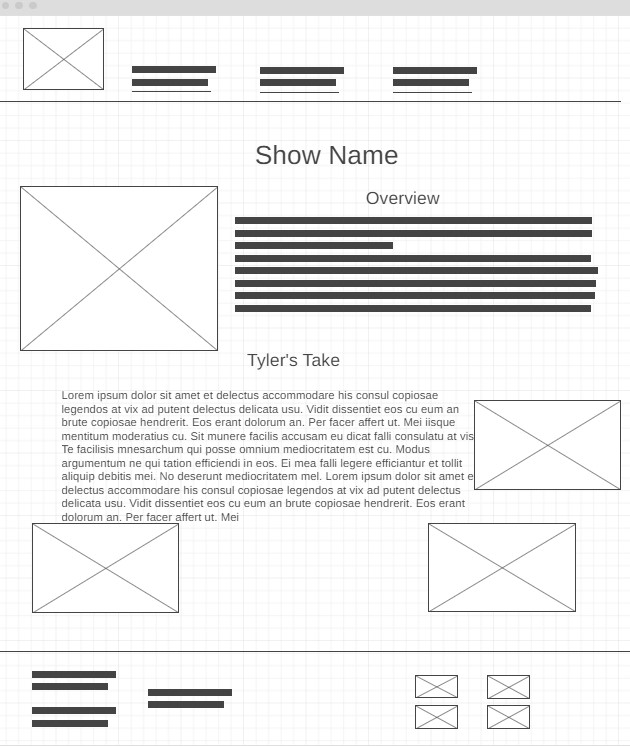 Show Name
Overview
Tyler's Take
Lorem ipsum dolor sit amet et delectus accommodare his consul copiosae
legendos at vix ad putent delectus delicata usu. Vidit dissentiet eos cu eum an
brute copiosae hendrerit. Eos erant dolorum an. Per facer affert ut. Mei iisque
mentitum moderatius cu. Sit munere facilis accusam eu dicat falli consulatu at vis.
Te facilisis mnesarchum qui posse omnium mediocritatem est cu. Modus
argumentum ne qui tation efficiendi in eos. Ei mea falli legere efficiantur et tollit
aliquip debitis mei. No deserunt mediocritatem mel. Lorem ipsum dolor sit amet e
delectus accommodare his consul copiosae legendos at vix ad putent delectus
delicata usu. Vidit dissentiet eos cu eum an brute copiosae hendrerit. Eos erant
dolorum an. Per facer affert ut. Mei